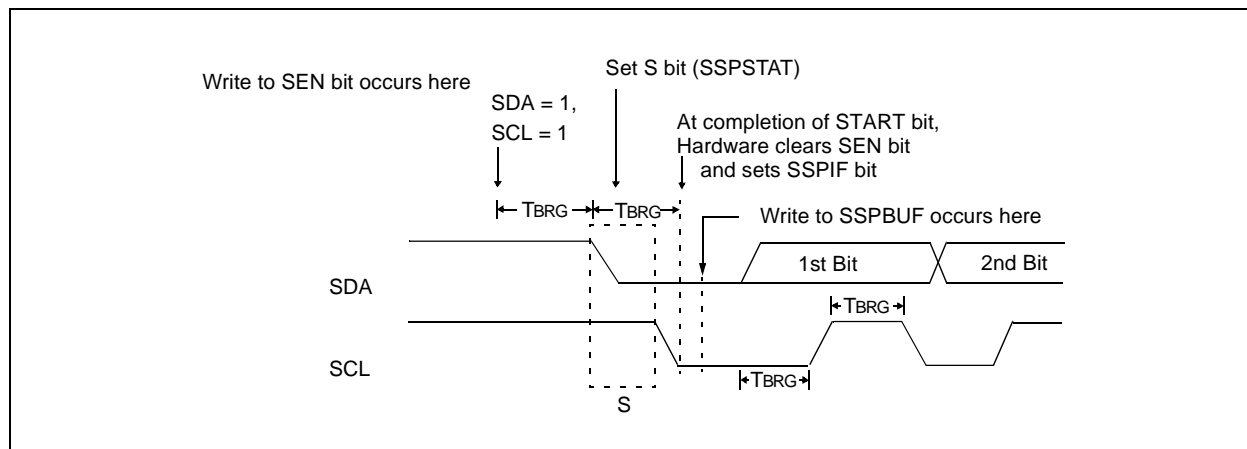 Set S bit (SSPSTAT)
Write to SEN bit occurs here
SDA = 1,
SCL = 1
At completion of START bit,
Hardware clears SEN bit
and sets SSPIF bit
TBRG TBRG
Write to SSPBUF occurs here
1st Bit 2nd Bit
SDA
TBRG
SCL
TBRG
S